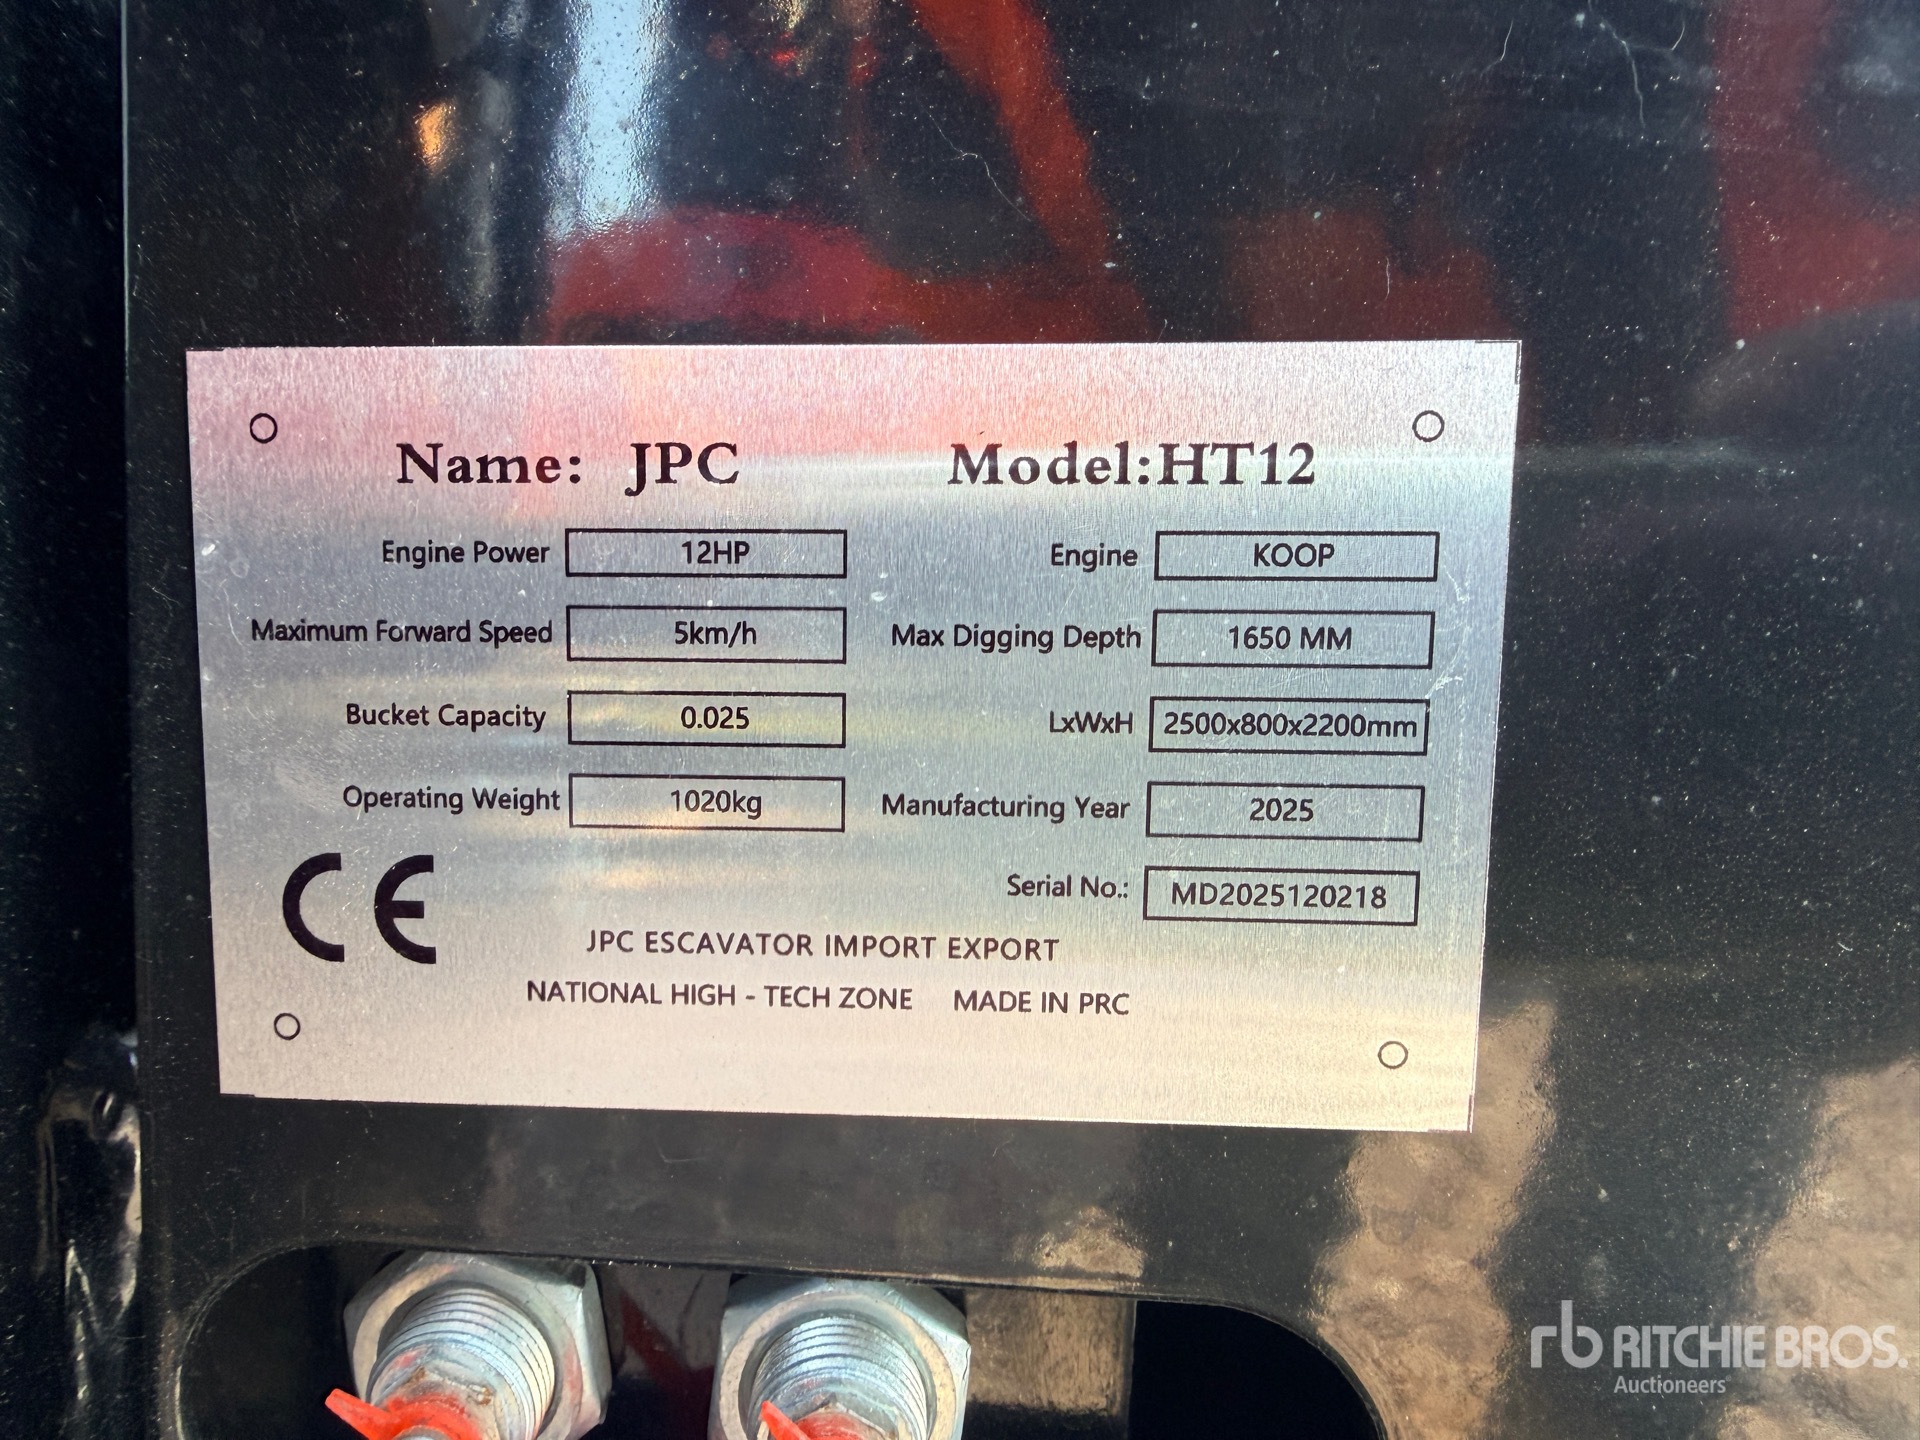 Name: JPC Model:HT12
Engine Power 12HP Engine KOOP
Maximum Forward Speed 5km/h Max Digging Depth 1650 MM
Bucket Capacity 0.025 LxWxH 2500x800x2200mm
Operating Weight 1020kg Manufacturing Year 2025
Serial No.: MD2025120218
CE
JPC ESCAVATOR IMPORT EXPORT
NATIONAL HIGH - TECH ZONE MADE IN PRC
rb RITCHIE BROS.
Auctioneers